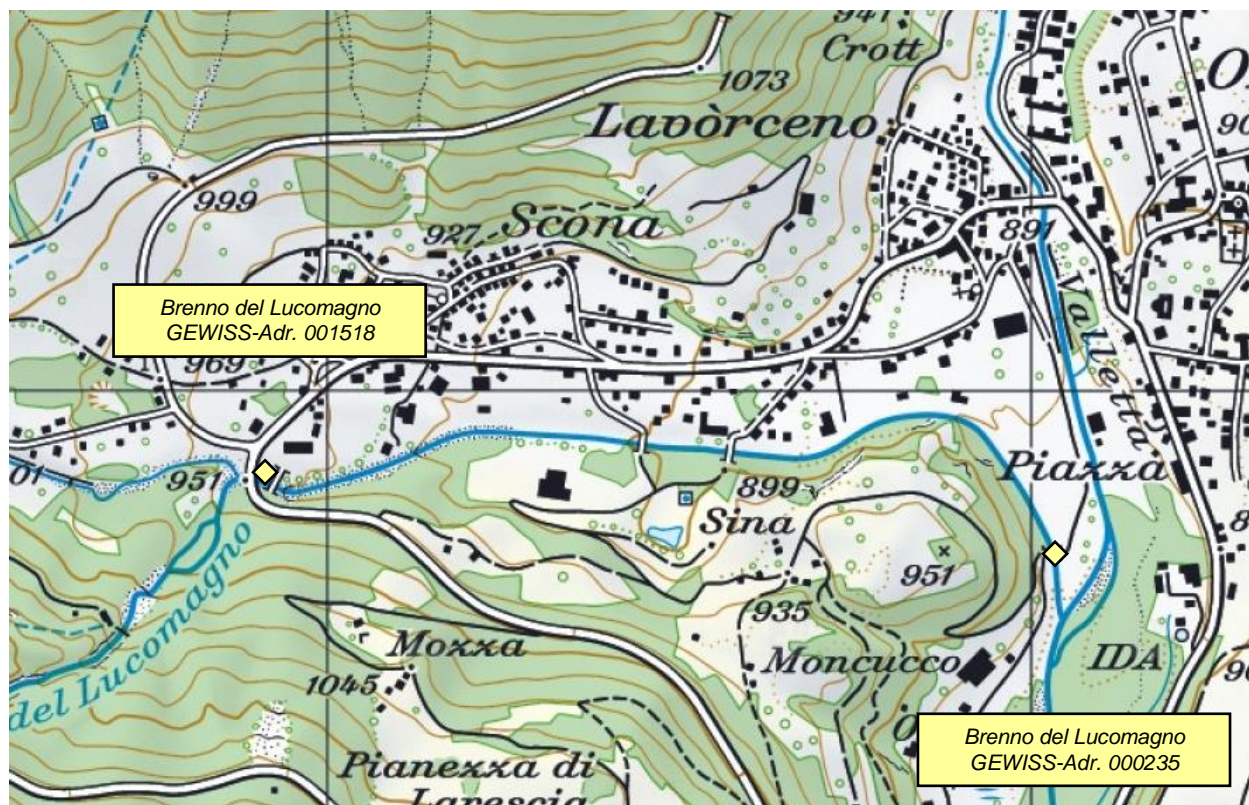 941
Crott
1073
Lavòrceno
999
927
Scona
891
Valletta
Brenno del Lucomagno
GEWISS-Adr. 001518
969
951
Piazza
899
Sina
951
del Lucomagno
935
Mozza
Moncucco
IDA
1045
Brenno del Lucomagno
GEWISS-Adr. 000235
Pianezza di
Larescia